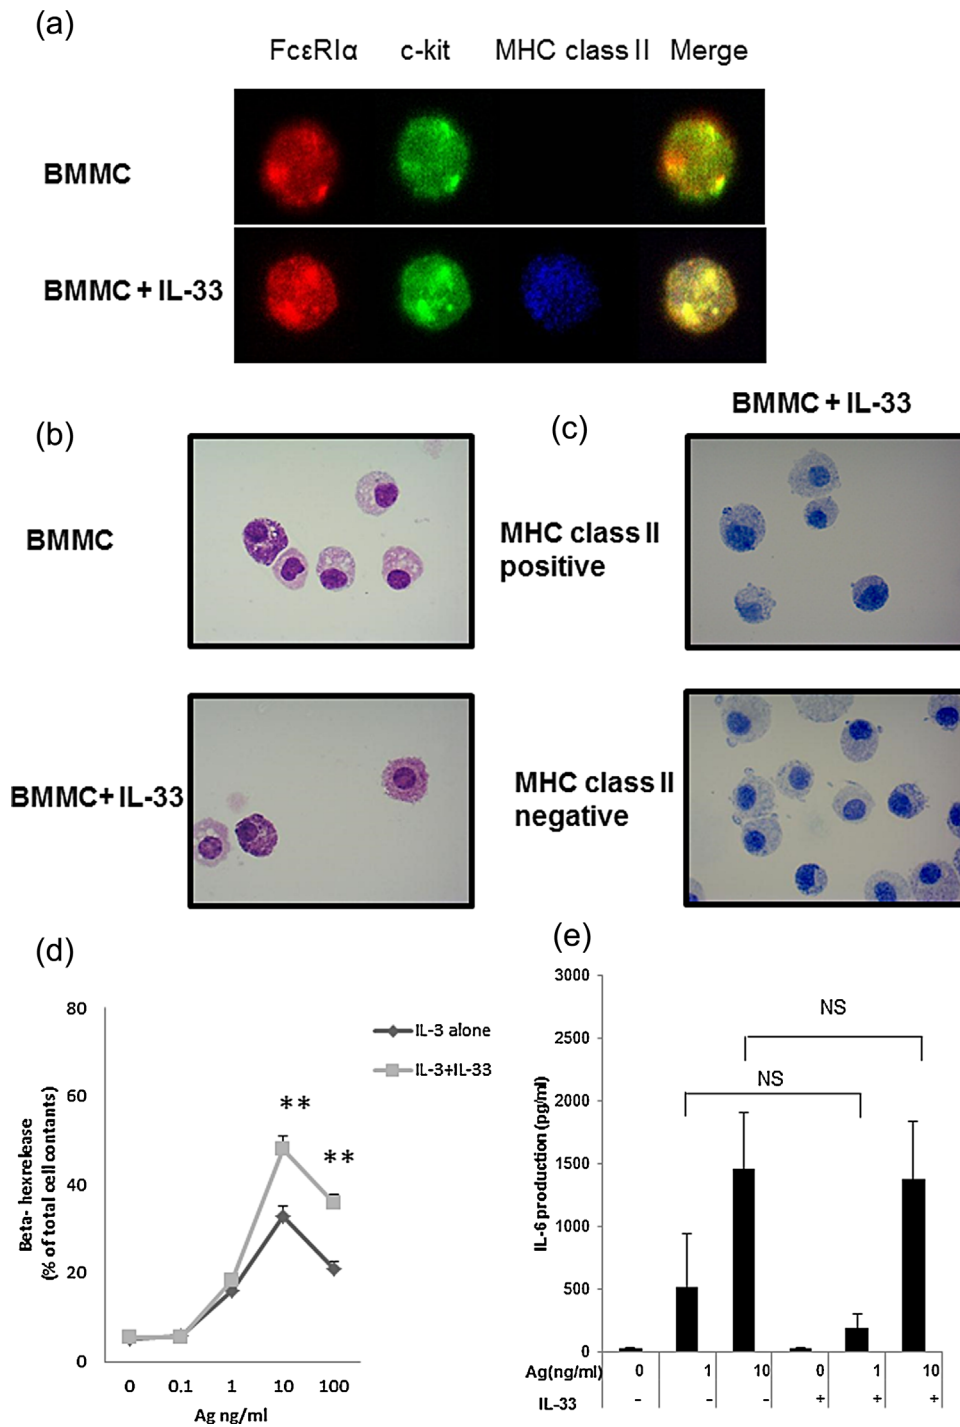 (a)
FcεRIα c-kit MHC class II Merge
BMMC
BMMC + IL-33
(b)
BMMC
BMMC+ IL-33
(c)
BMMC + IL-33
MHC class II
positive
MHC class II
negative
(d)
80
60
40
20
0
Beta- hexrelease
(% of total cell contants)
IL-3 alone
IL-3+IL-33
**
**
0 0.1 1 10 100
Ag ng/ml
(e)
3000
2500
2000
1500
1000
500
0
IL-6 production (pg/ml)
NS
NS
Ag(ng/ml) 0 1 10 0 1 10
IL-33 - - - + + +